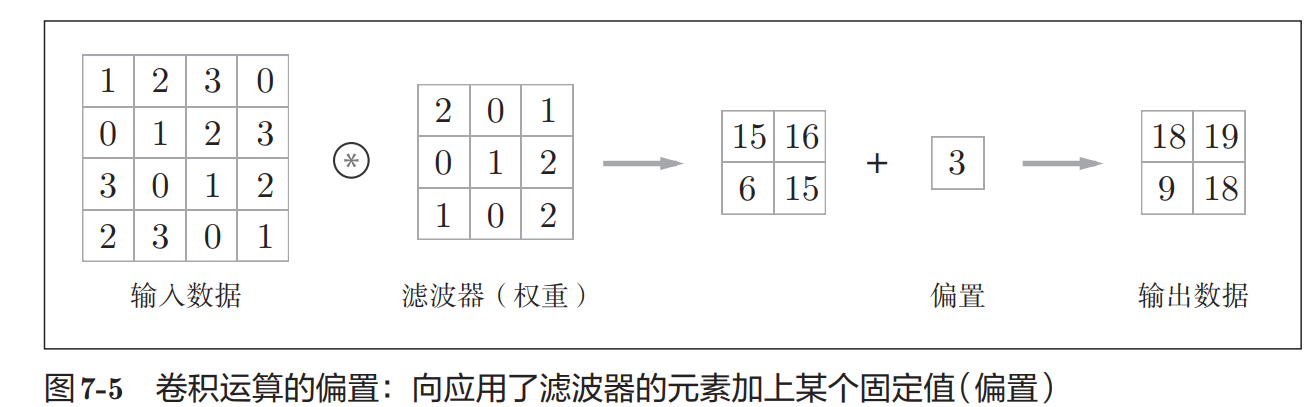 1 2 3 0
0 1 2 3
3 0 1 2
2 3 0 1
输入数据
*
2 0 1
0 1 2
1 0 2
滤波器（权重）
15 16
6 15
+
3
偏置
18 19
9 18
输出数据
图7-5 卷积运算的偏置：向应用了滤波器的元素加上某个固定值（偏置）